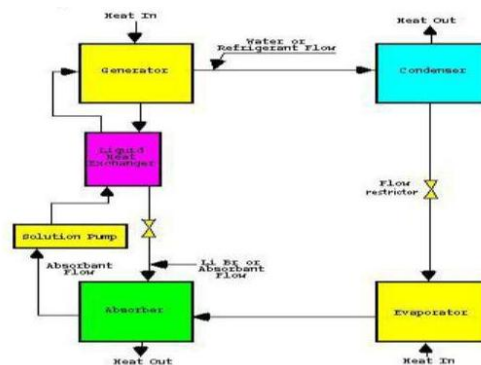 Heat In
Heat Out
Water or
Refrigerant Flow
Generator
Condenser
Liquid
Heat
Exchanger
Flow
restrictor
Solution Pump
Absorbant
Flow
Li Br or
Absorbant
Flow
Absorber
Evaporator
Heat Out
Heat In